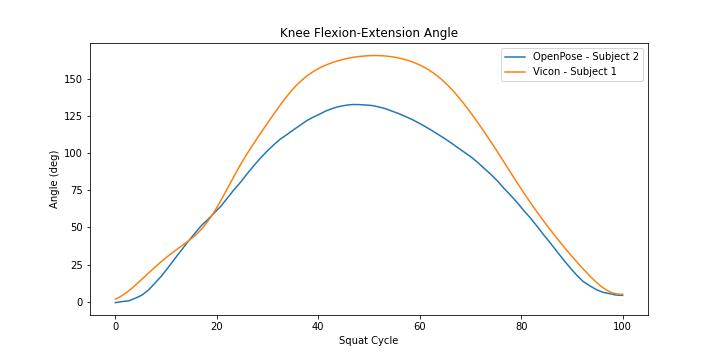 Knee Flexion-Extension Angle
OpenPose - Subject 2
Vicon - Subject 1
Angle (deg)
150
125
100
75
50
25
0
0 20 40 60 80 100
Squat Cycle